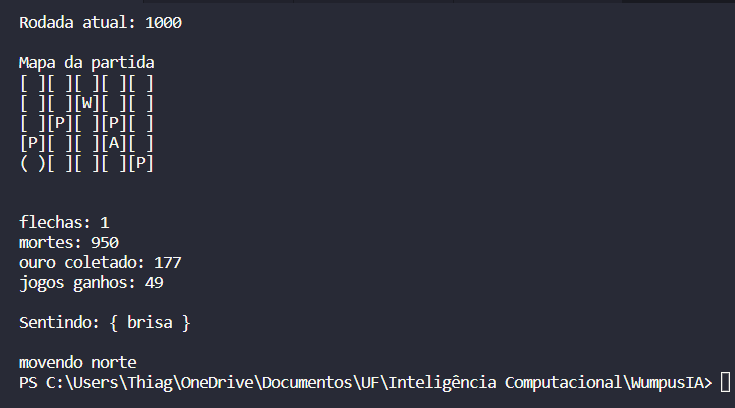 Rodada atual: 1000
Mapa da partida
[ ][ ][ ][ ][ ]
[ ][ ][W][ ][ ]
[ ][P][ ][P][ ]
[P][ ][ ][A][ ]
( )[ ][ ][ ][P]
flechas: 1
mortes: 950
ouro coletado: 177
jogos ganhos: 49
Sentindo: { brisa }
movendo norte
PS C:\Users\Thiag\OneDrive\Documentos\UF\Inteligência Computacional\WumpusIA>